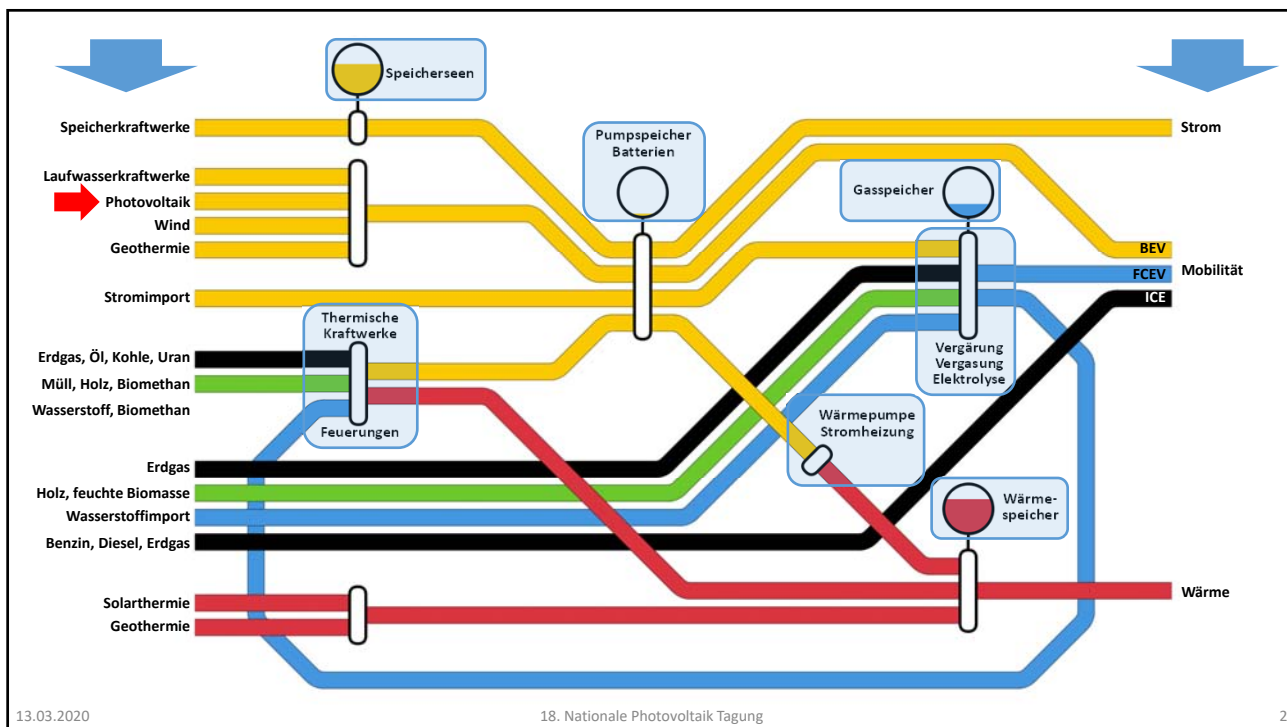 Speicherseen
Speicherkraftwerke
Strom
Pumpspeicher
Batterien
Laufwasserkraftwerke
Photovoltaik
Wind
Geothermie
Gasspeicher
BEV
FCEV
Mobilität
ICE
Stromimport
Thermische
Kraftwerke
Erdgas, Öl, Kohle, Uran
Müll, Holz, Biomethan
Wasserstoff, Biomethan
Feuerungen
Vergärung
Vergasung
Elektrolyse
Wärmepumpe
Stromheizung
Erdgas
Holz, feuchte Biomasse
Wasserstoffimport
Benzin, Diesel, Erdgas
Wärme-
speicher
Solarthermie
Geothermie
Wärme
13.03.2020
18. Nationale Photovoltaik Tagung
2